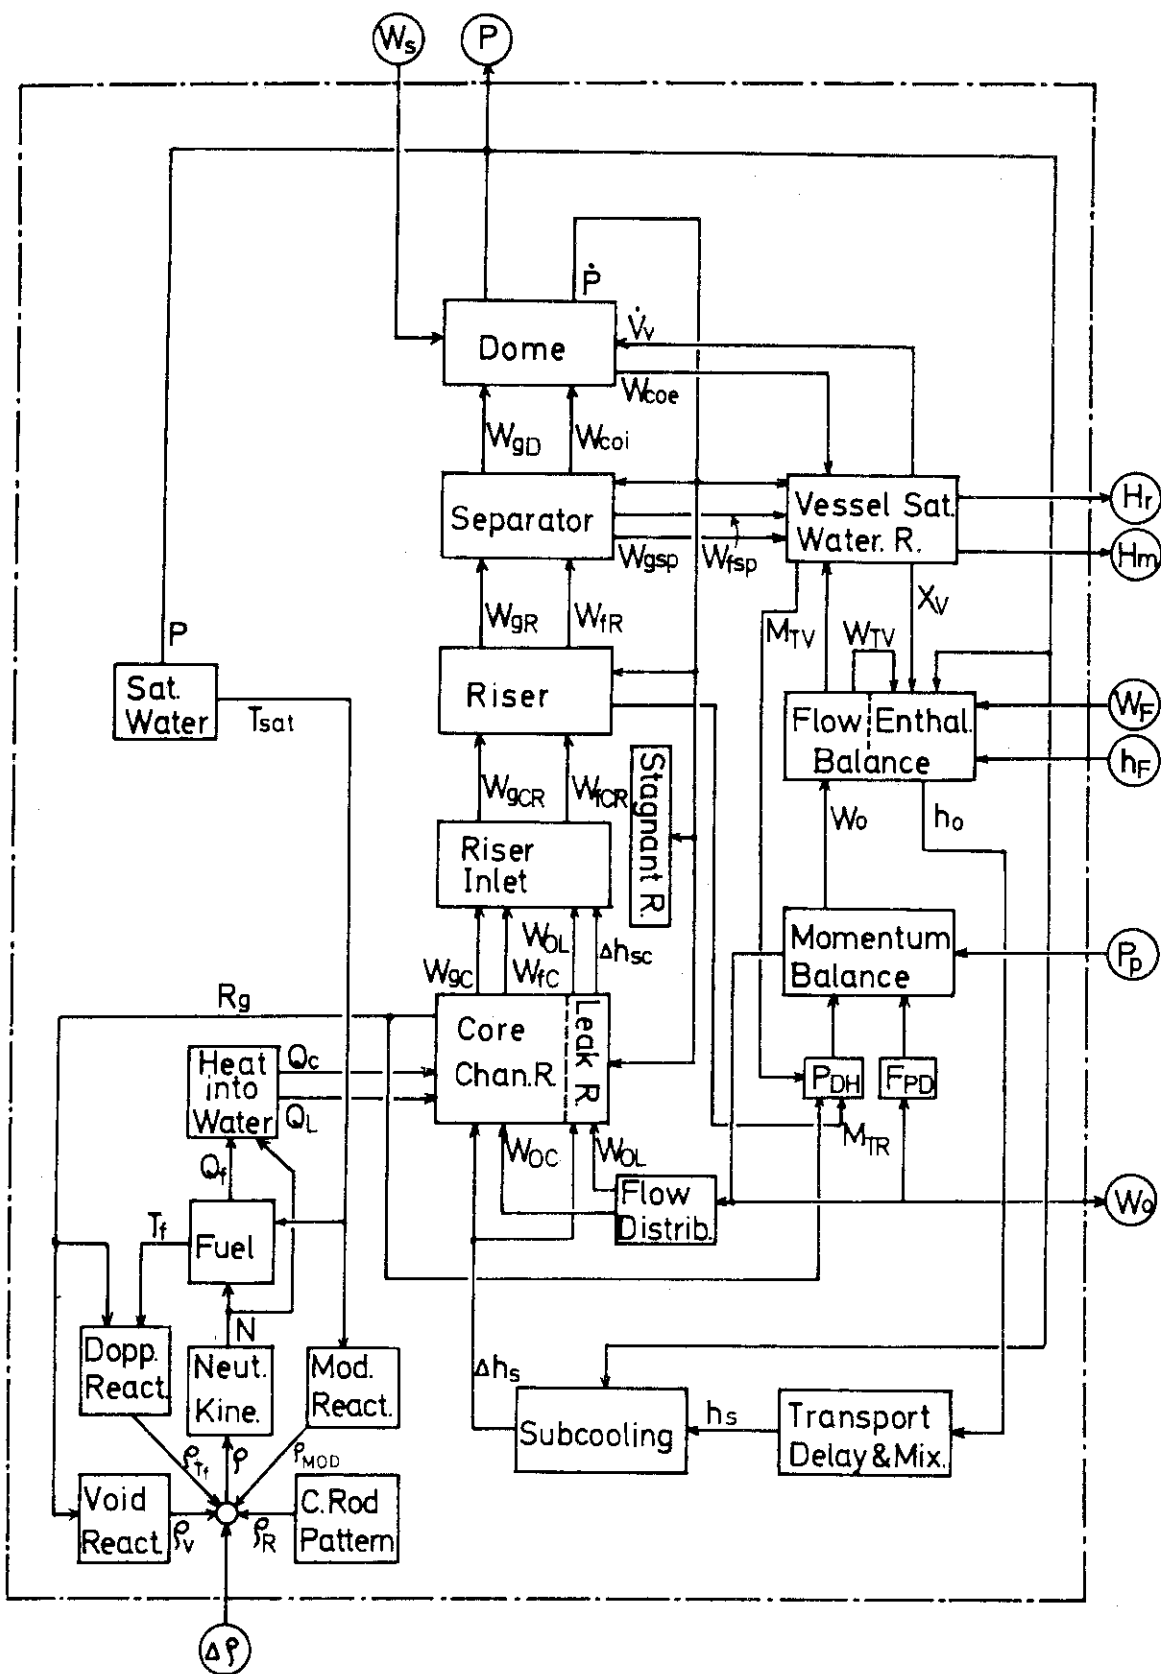 Ws
P
Ṗ
Dome
V̇v
Wcoe
WgD
Wcoi
Separator
Vessel Sat.
Water. R.
Hr
Hm
Wgsp
Wfsp
WgR
WfR
MTV
WTV
XV
P
Sat.
Water
Tsat
Riser
Flow
Enthal.
Balance
WF
hF
WgCR
WfCR
Stagnant R.
Wo
ho
Riser
Inlet
WOL
Δhsc
WgC
WfC
Momentum
Balance
Pp
Rg
Core
Chan.R.
Leak R.
Heat
into
Water
Qc
QL
PDH
FPD
MTR
Qf
WOC
WOL
Flow
Distrib.
Wo
Tf
Fuel
N
Dopp.
React.
Neut.
Kine.
Mod.
React.
Δhs
Subcooling
hs
Transport
Delay&Mix.
ρTf
ρ
ρMOD
Void
React.
ρV
ρR
C.Rod
Pattern
Δρ